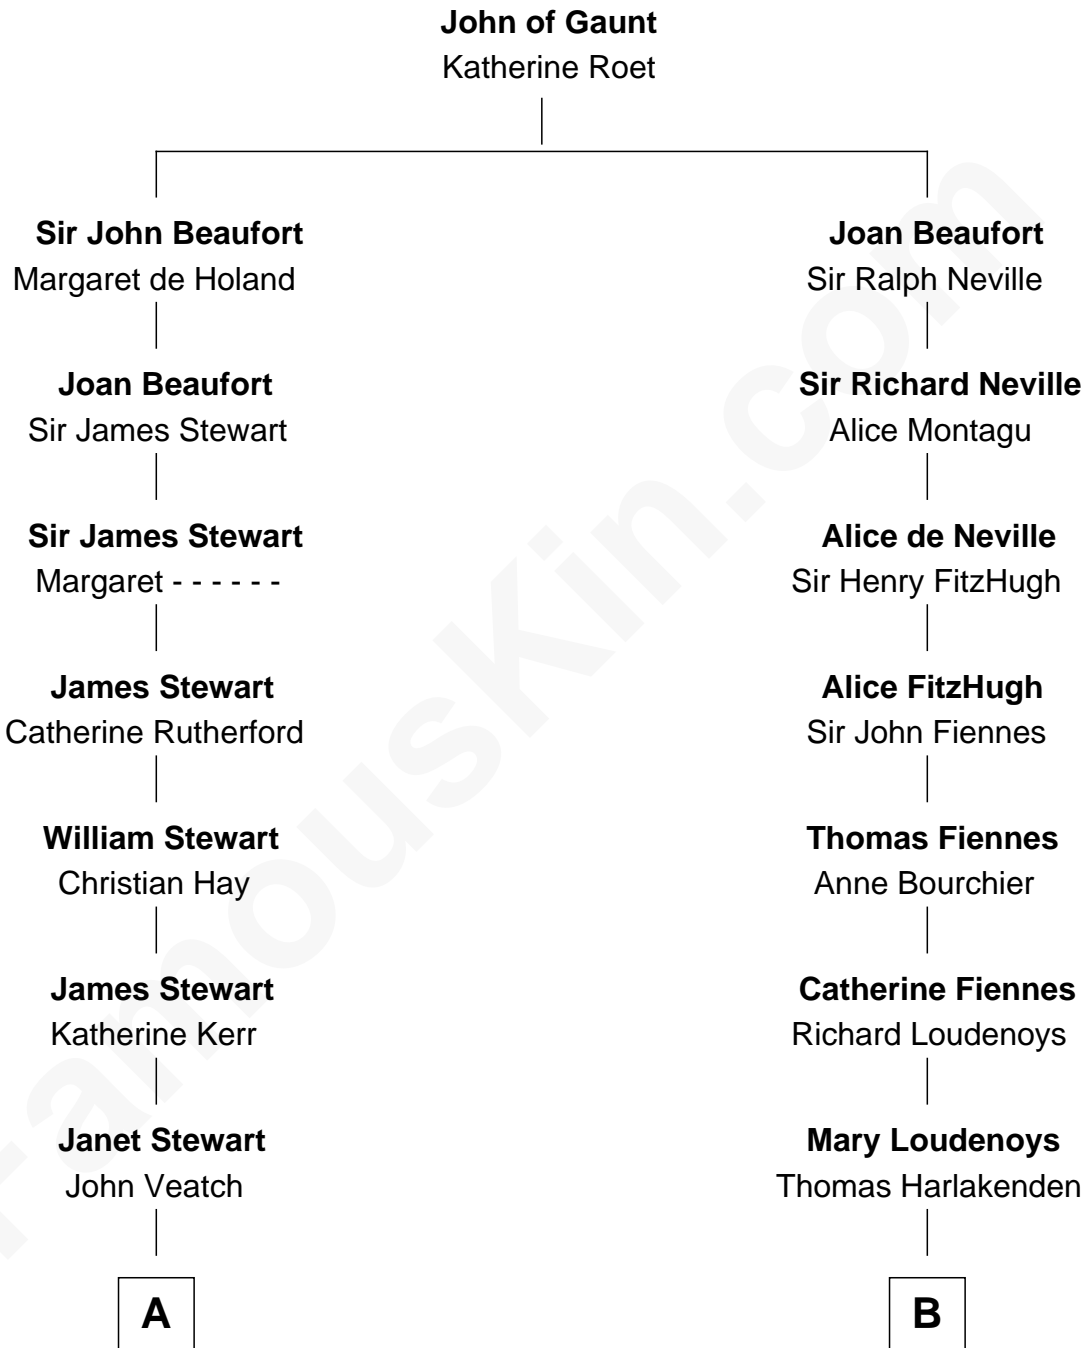 John of Gaunt
Katherine Roet
Sir John Beaufort
Margaret de Holand
Joan Beaufort
Sir James Stewart
Sir James Stewart
Margaret - - - - - -
James Stewart
Catherine Rutherford
William Stewart
Christian Hay
James Stewart
Katherine Kerr
Janet Stewart
John Veatch
A
Joan Beaufort
Sir Ralph Neville
Sir Richard Neville
Alice Montagu
Alice de Neville
Sir Henry FitzHugh
Alice FitzHugh
Sir John Fiennes
Thomas Fiennes
Anne Bourchier
Catherine Fiennes
Richard Loudenoys
Mary Loudenoys
Thomas Harlakenden
B
FamousKin.com